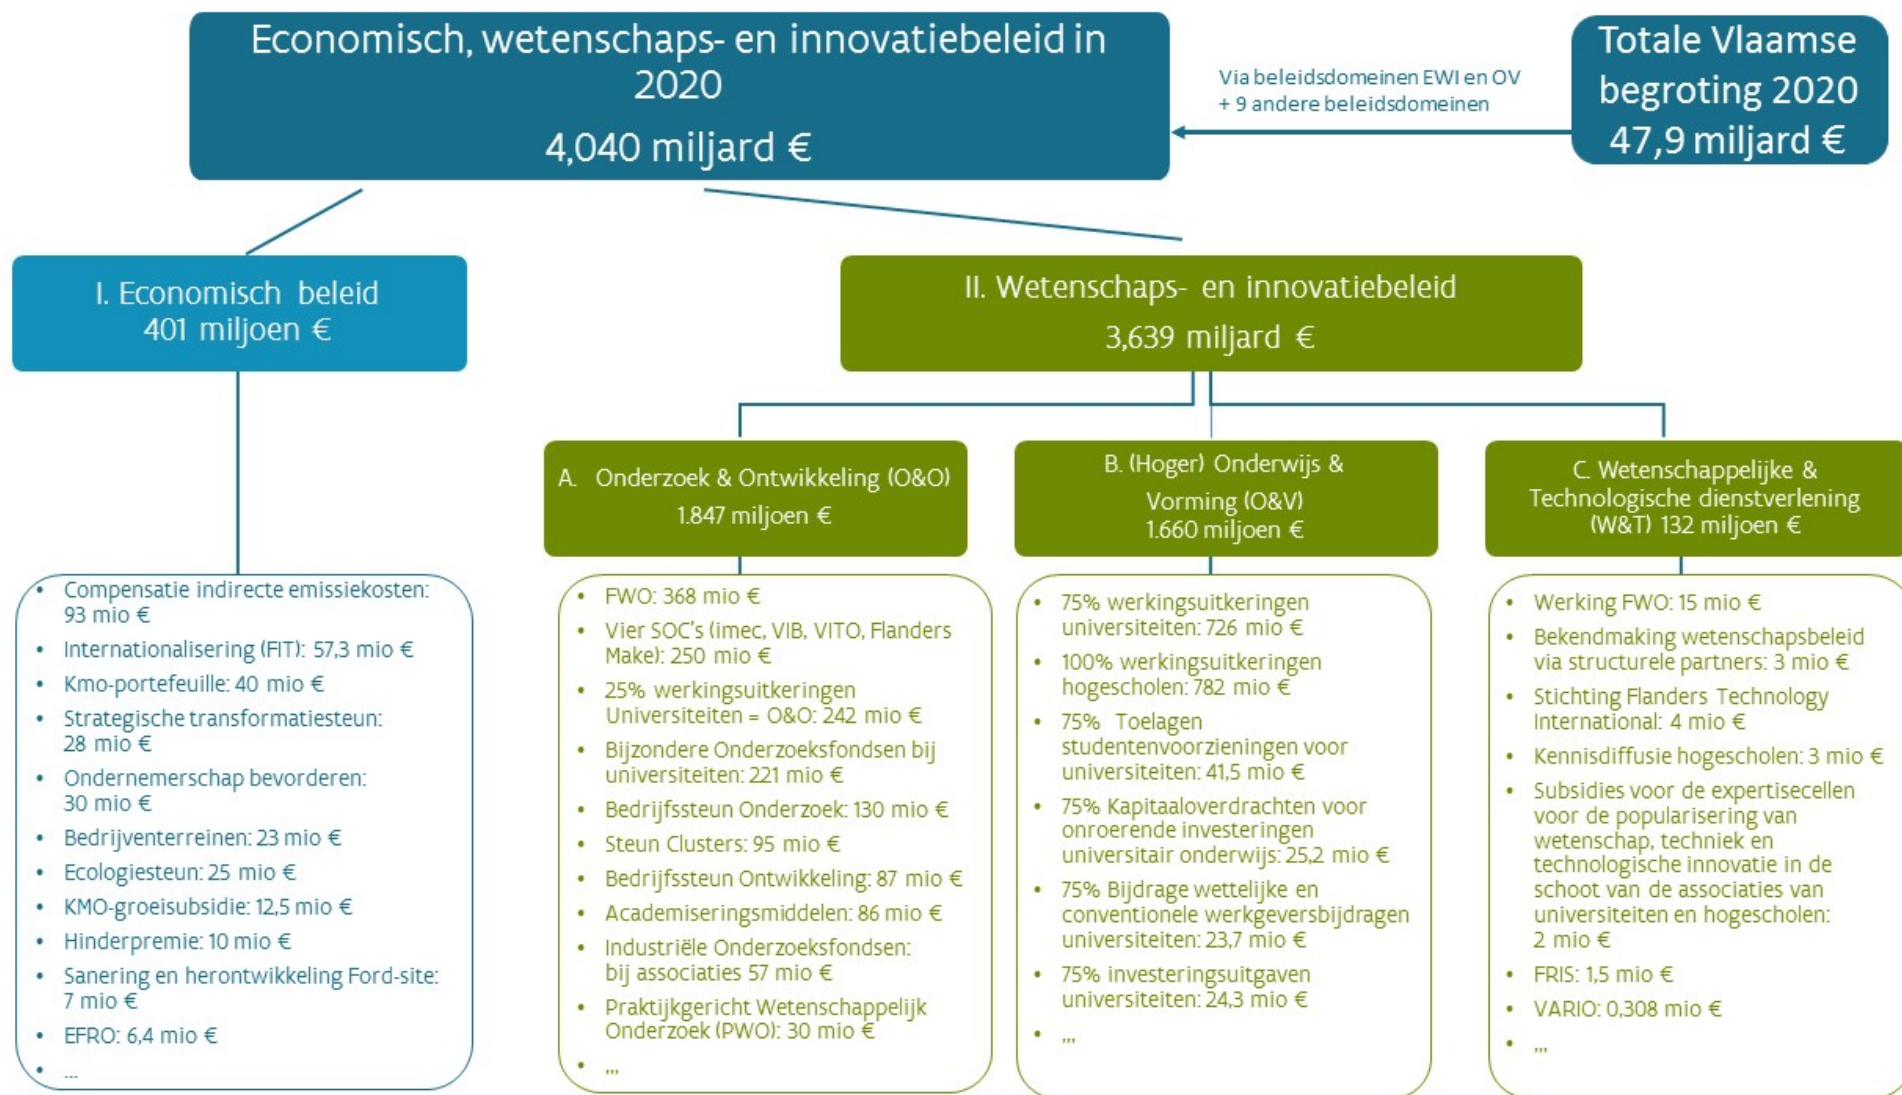 Economisch, wetenschaps- en innovatiebeleid in
2020
4,040 miljard €
Via beleidsdomeinen EWI en OV
+ 9 andere beleidsdomeinen
Totale Vlaamse
begroting 2020
47,9 miljard €
I. Economisch beleid
401 miljoen €
II. Wetenschaps- en innovatiebeleid
3,639 miljard €
A. Onderzoek & Ontwikkeling (O&O)
1.847 miljoen €
B. (Hoger) Onderwijs &
Vorming (O&V)
1.660 miljoen €
C. Wetenschappelijke &
Technologische dienstverlening
(W&T) 132 miljoen €
• Compensatie indirecte emissiekosten:
93 mio €
• Internationalisering (FIT): 57,3 mio €
• Kmo-portefeuille: 40 mio €
• Strategische transformatiesteun:
28 mio €
• Ondernemerschap bevorderen:
30 mio €
• Bedrijventerreinen: 23 mio €
• Ecologiesteun: 25 mio €
• KMO-groeisubsidie: 12,5 mio €
• Hinderpremie: 10 mio €
• Sanering en herontwikkeling Ford-site:
7 mio €
• EFRO: 6,4 mio €
• ...
• FWO: 368 mio €
• Vier SOC's (imec, VIB, VITO, Flanders
Make): 250 mio €
• 25% werkingsuitkeringen
Universiteiten = O&O: 242 mio €
• Bijzondere Onderzoeksfondsen bij
universiteiten: 221 mio €
• Bedrijfssteun Onderzoek: 130 mio €
• Steun Clusters: 95 mio €
• Bedrijfssteun Ontwikkeling: 87 mio €
• Academiseringsmiddelen: 86 mio €
• Industriële Onderzoeksfondsen:
bij associaties 57 mio €
• Praktijkgericht Wetenschappelijk
Onderzoek (PWO): 30 mio €
• ,,,
• 75% werkingsuitkeringen
universiteiten: 726 mio €
• 100% werkingsuitkeringen
hogescholen: 782 mio €
• 75% Toelagen
studentenvoorzieningen voor
universiteiten: 41,5 mio €
• 75% Kapitaaloverdrachten voor
onroerende investeringen
universitair onderwijs: 25,2 mio €
• 75% Bijdrage wettelijke en
conventionele werkgeversbijdragen
universiteiten: 23,7 mio €
• 75% investeringsuitgaven
universiteiten: 24,3 mio €
• ,,,
• Werking FWO: 15 mio €
• Bekendmaking wetenschapsbeleid
via structurele partners: 3 mio €
• Stichting Flanders Technology
International: 4 mio €
• Kennisdiffusie hogescholen: 3 mio €
• Subsidies voor de expertisecellen
voor de popularisering van
wetenschap, techniek en
technologische innovatie in de
schoot van de associaties van
universiteiten en hogescholen:
2 mio €
• FRIS: 1,5 mio €
• VARIO: 0,308 mio €
• ,,,